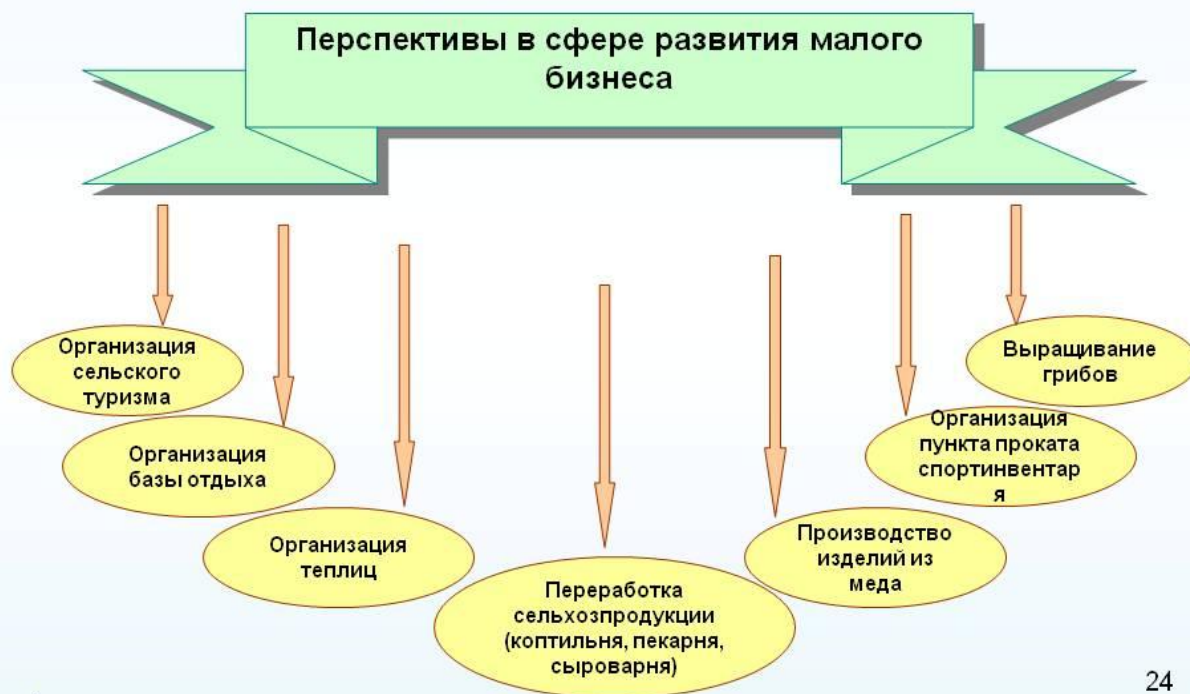 Перспективы в сфере развития малого
бизнеса
Организация
сельского
туризма
Организация
базы отдыха
Организация
теплиц
Переработка
сельхозпродукции
(коптильня, пекарня,
сыроварня)
Производство
изделий из
меда
Организация
пункта проката
спортинвентар
я
Выращивание
грибов
24